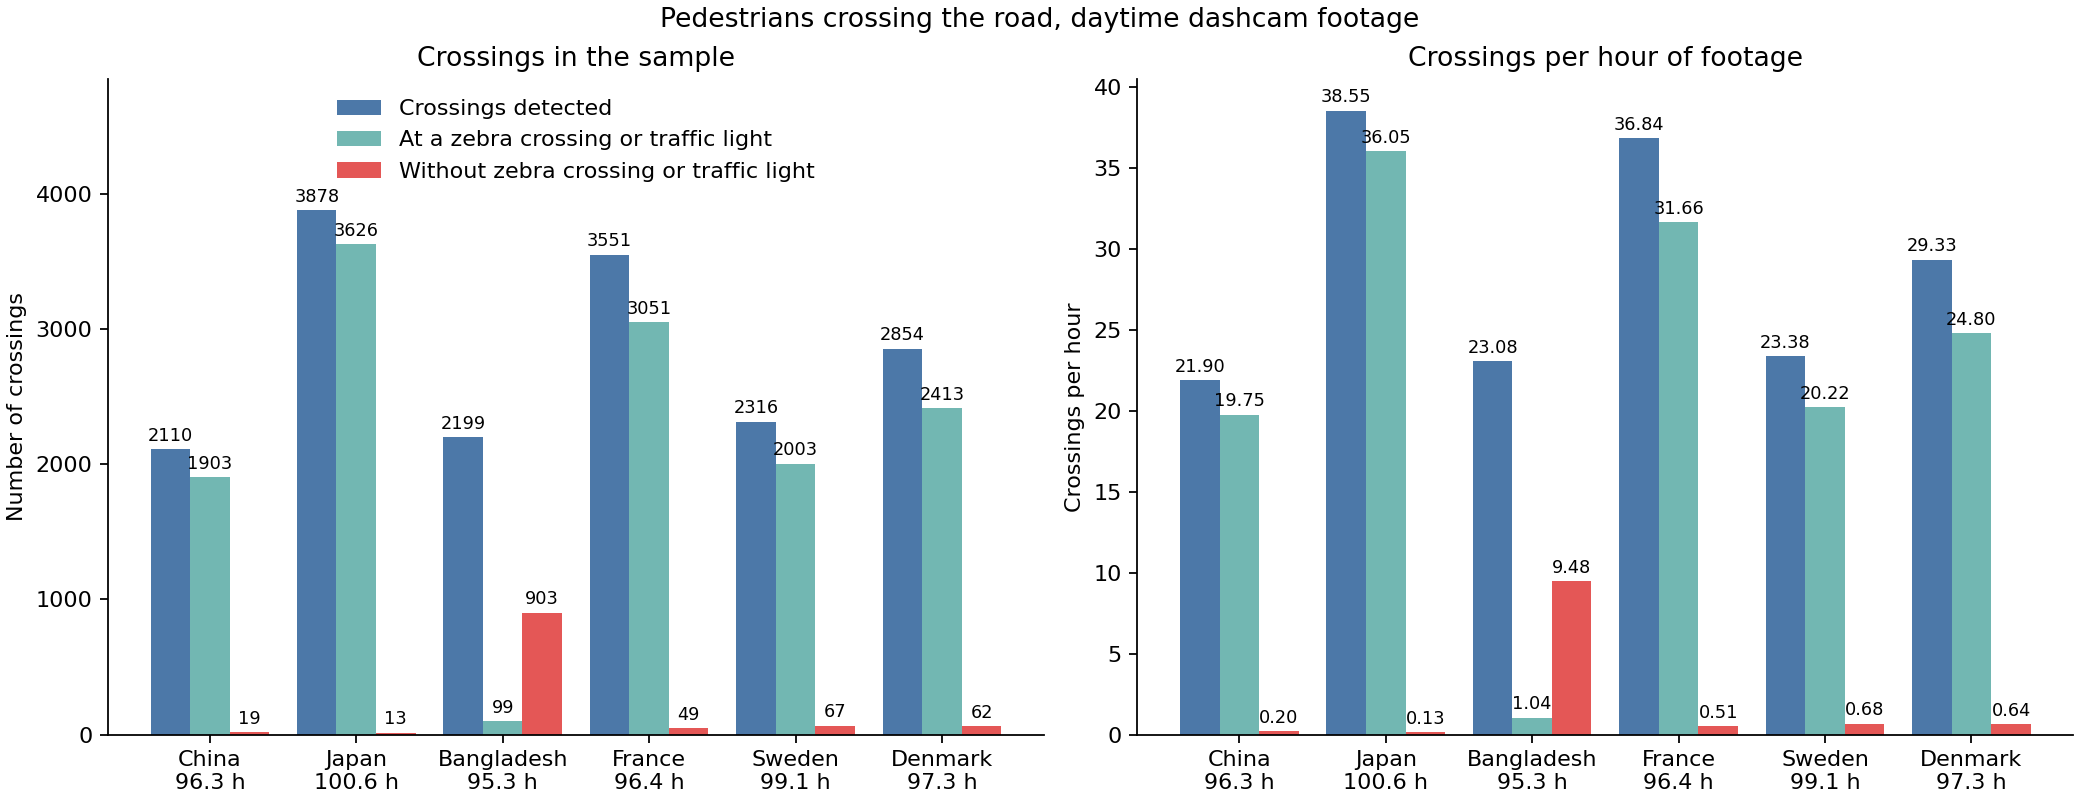 Pedestrians crossing the road, daytime dashcam footage
Crossings in the sample
Crossings detected
At a zebra crossing or traffic light
Without zebra crossing or traffic light
Number of crossings
4000
3000
2000
1000
0
2110
1903
19
3878
3626
13
2199
99
903
3551
3051
49
2316
2003
67
2854
2413
62
China
96.3 h
Japan
100.6 h
Bangladesh
95.3 h
France
96.4 h
Sweden
99.1 h
Denmark
97.3 h
Crossings per hour of footage
Crossings per hour
40
35
30
25
20
15
10
5
0
21.90
19.75
0.20
38.55
36.05
0.13
23.08
1.04
9.48
36.84
31.66
0.51
23.38
20.22
0.68
29.33
24.80
0.64
China
96.3 h
Japan
100.6 h
Bangladesh
95.3 h
France
96.4 h
Sweden
99.1 h
Denmark
97.3 h